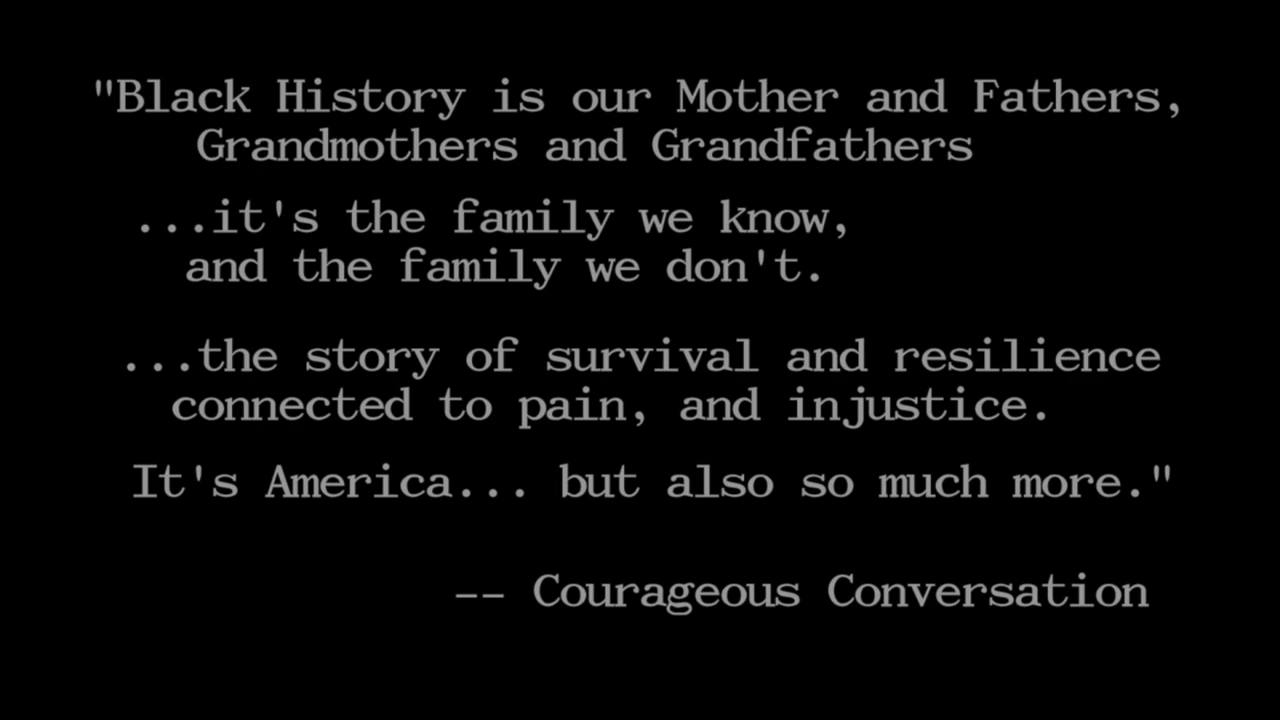 "Black History is our Mother and Fathers,
Grandmothers and Grandfathers
...it's the family we know,
and the family we don't.
...the story of survival and resilience
connected to pain, and injustice.
It's America... but also so much more."
-- Courageous Conversation